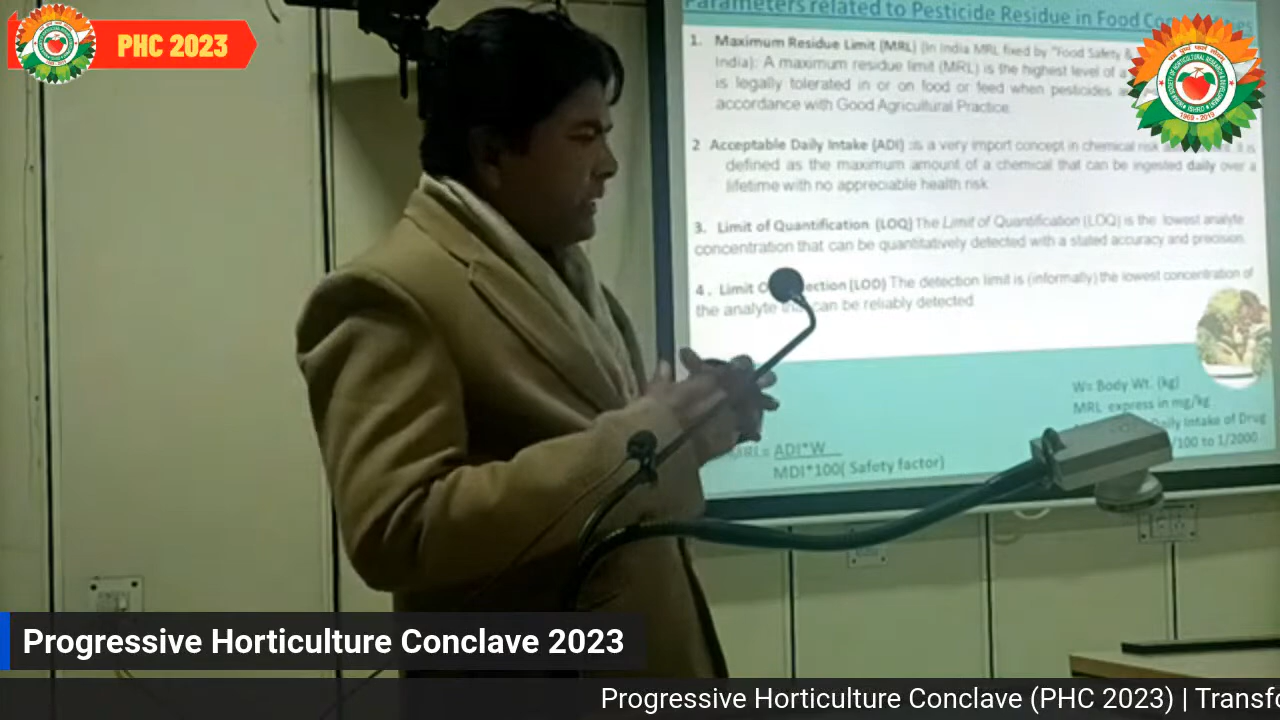 PHC 2023
Parameters related to Pesticide Residue in Food
1. Maximum Residue Limit (MRL) (In India MRL fixed by "Food Safety &
India): A maximum residue limit (MRL) is the highest level of a
is legally tolerated in or on food or feed when pesticides
accordance with Good Agricultural Practice.
2 Acceptable Daily Intake (ADI) :is a very import concept in chemical risk
defined as the maximum amount of a chemical that can be ingested daily over a
lifetime with no appreciable health risk
3. Limit of Quantification (LOQ) The Limit of Quantification (LOQ) is the lowest analyte
concentration that can be quantitatively detected with a stated accuracy and precision.
4. Limit (LOD) The detection limit is (informally) the lowest concentration of
the analyte can be reliably detected
W= Body Wt. (kg)
MRL express in mg/kg
Daily Intake of Drug
/100 to 1/2000
MRL= ADI*W
MDI*100( Safety factor)
1969 - 2019
Progressive Horticulture Conclave 2023
Progressive Horticulture Conclave (PHC 2023) | Transfo